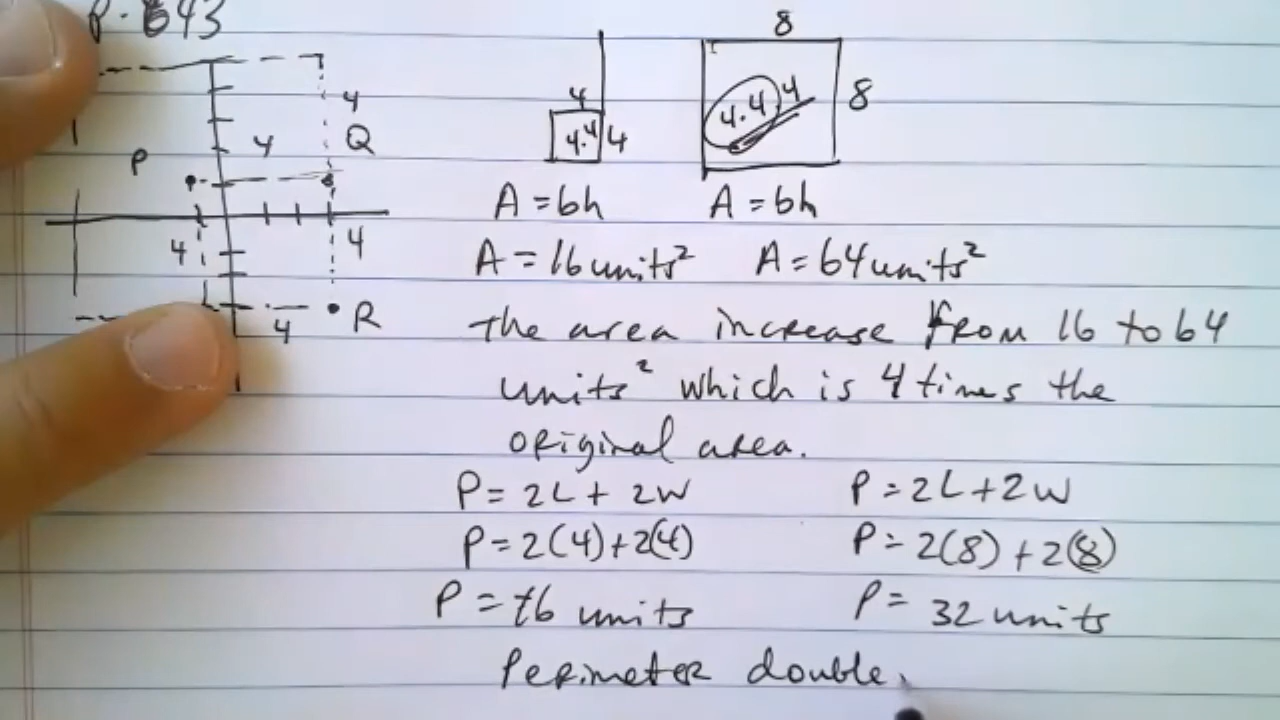 P. 643
8
4
4·4
4
4·4
4
8
4
Q
4
P
4
4
4
R
A = bh
A = bh
A = 16 units²
A = 64 units²
the area increase from 16 to 64
units² which is 4 times the
original area.
P = 2L + 2W
P = 2L + 2W
P = 2(4) + 2(4)
P = 2(8) + 2(8)
P = 16 units
P = 32 units
Perimeter double.